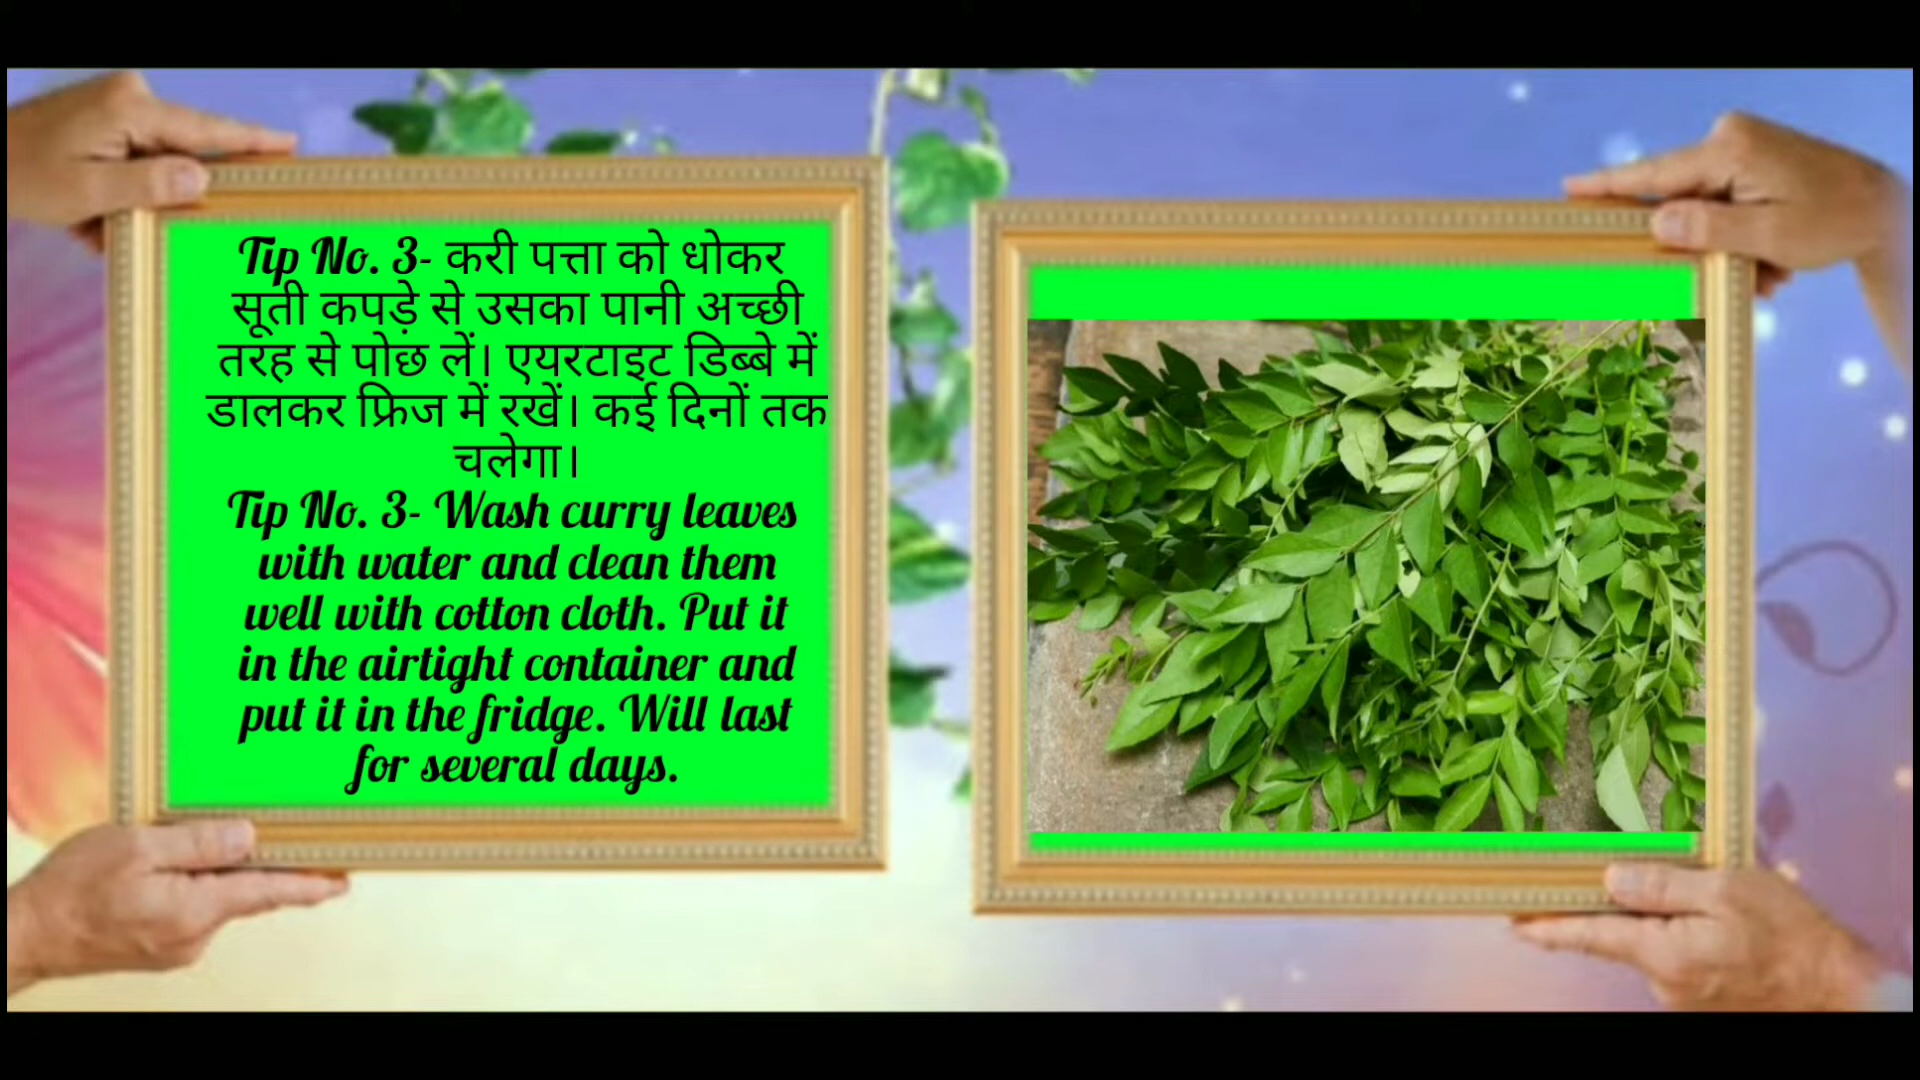 Tip No. 3- करी पत्ता को धोकर
सूती कपड़े से उसका पानी अच्छी
तरह से पोछ लें। एयरटाइट डिब्बे में
डालकर फ्रिज में रखें। कई दिनों तक
चलेगा।
Tip No. 3- Wash curry leaves
with water and clean them
well with cotton cloth. Put it
in the airtight container and
put it in the fridge. Will last
for several days.